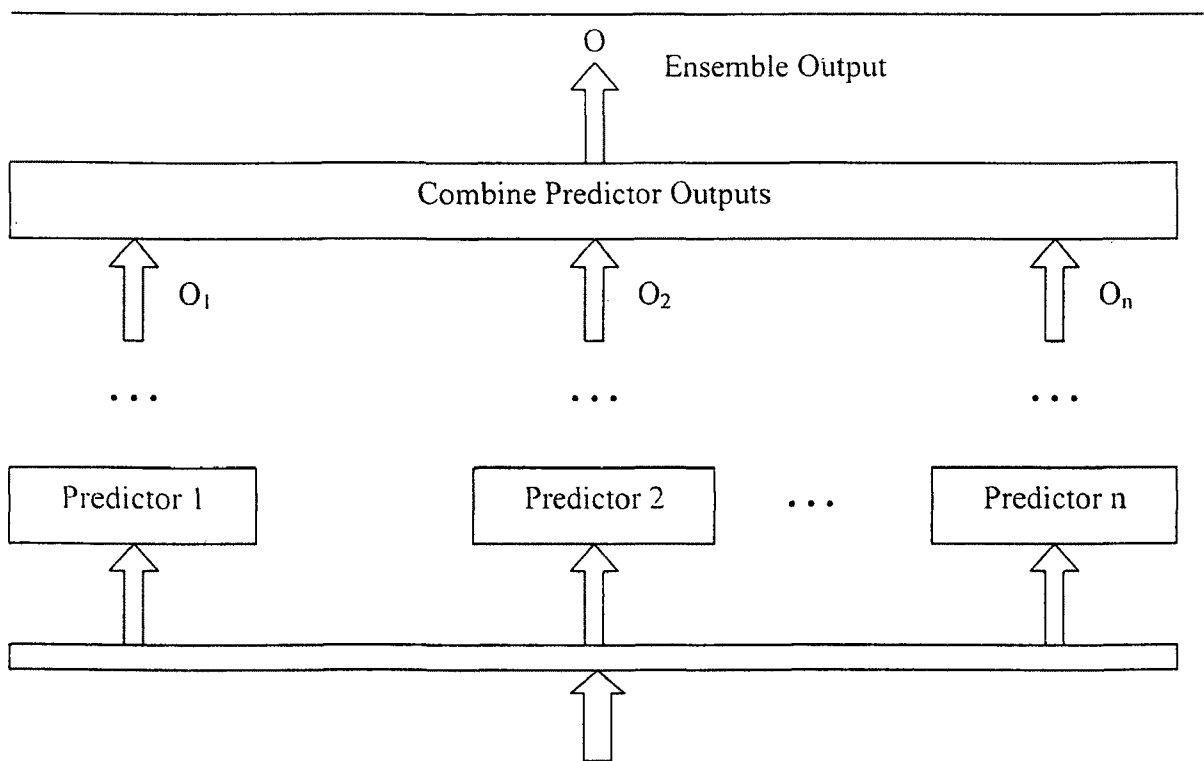 O
Ensemble Output
Combine Predictor Outputs
O₁ O₂ Oₙ
... ... ...
Predictor 1 Predictor 2 ... Predictor n